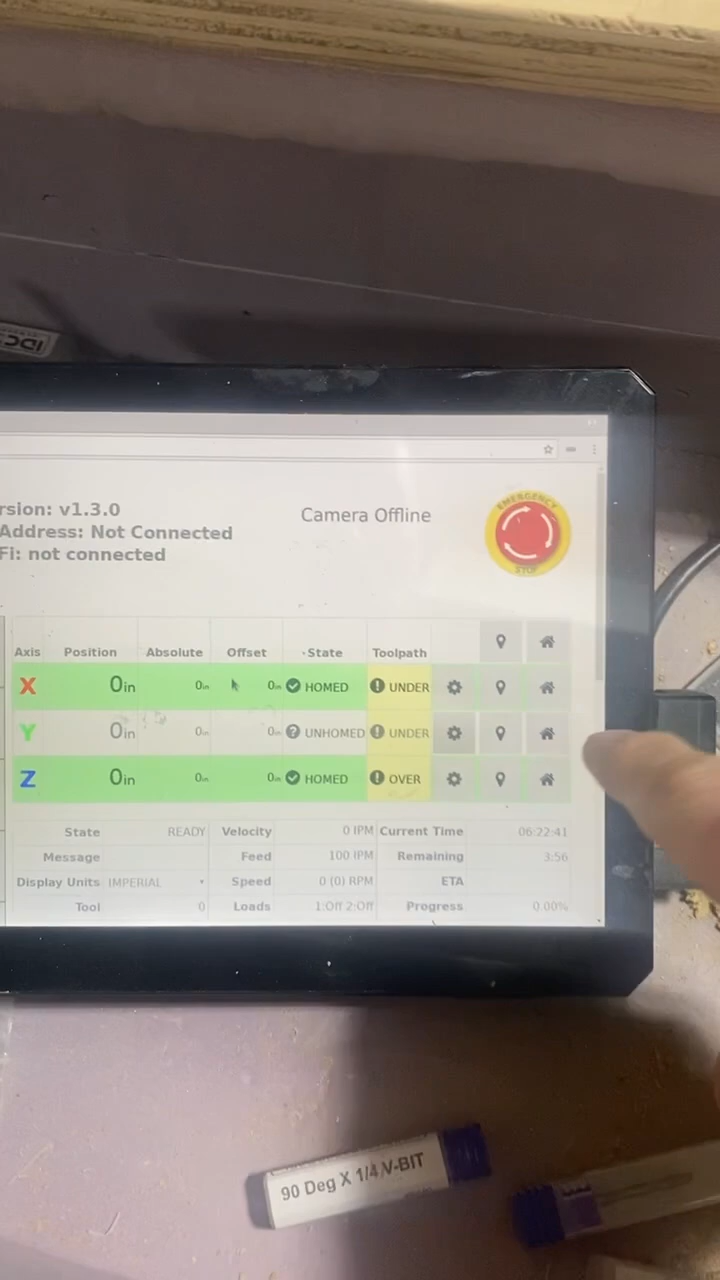 IDC
rsion: v1.3.0
Address: Not Connected
Fi: not connected
Camera Offline
EMERGENCY
STOP
Axis Position Absolute Offset State Toolpath
X 0in 0in 0in HOMED UNDER
Y 0in 0in 0in UNHOMED UNDER
Z 0in 0in 0in HOMED OVER
State READY Velocity 0 IPM Current Time 06:22:41
Message Feed 100 IPM Remaining 3:56
Display Units IMPERIAL Speed 0 (0) RPM ETA
Tool 0 Loads 1:Off 2:Off Progress 0.00%
90 Deg X 1/4 V-BIT